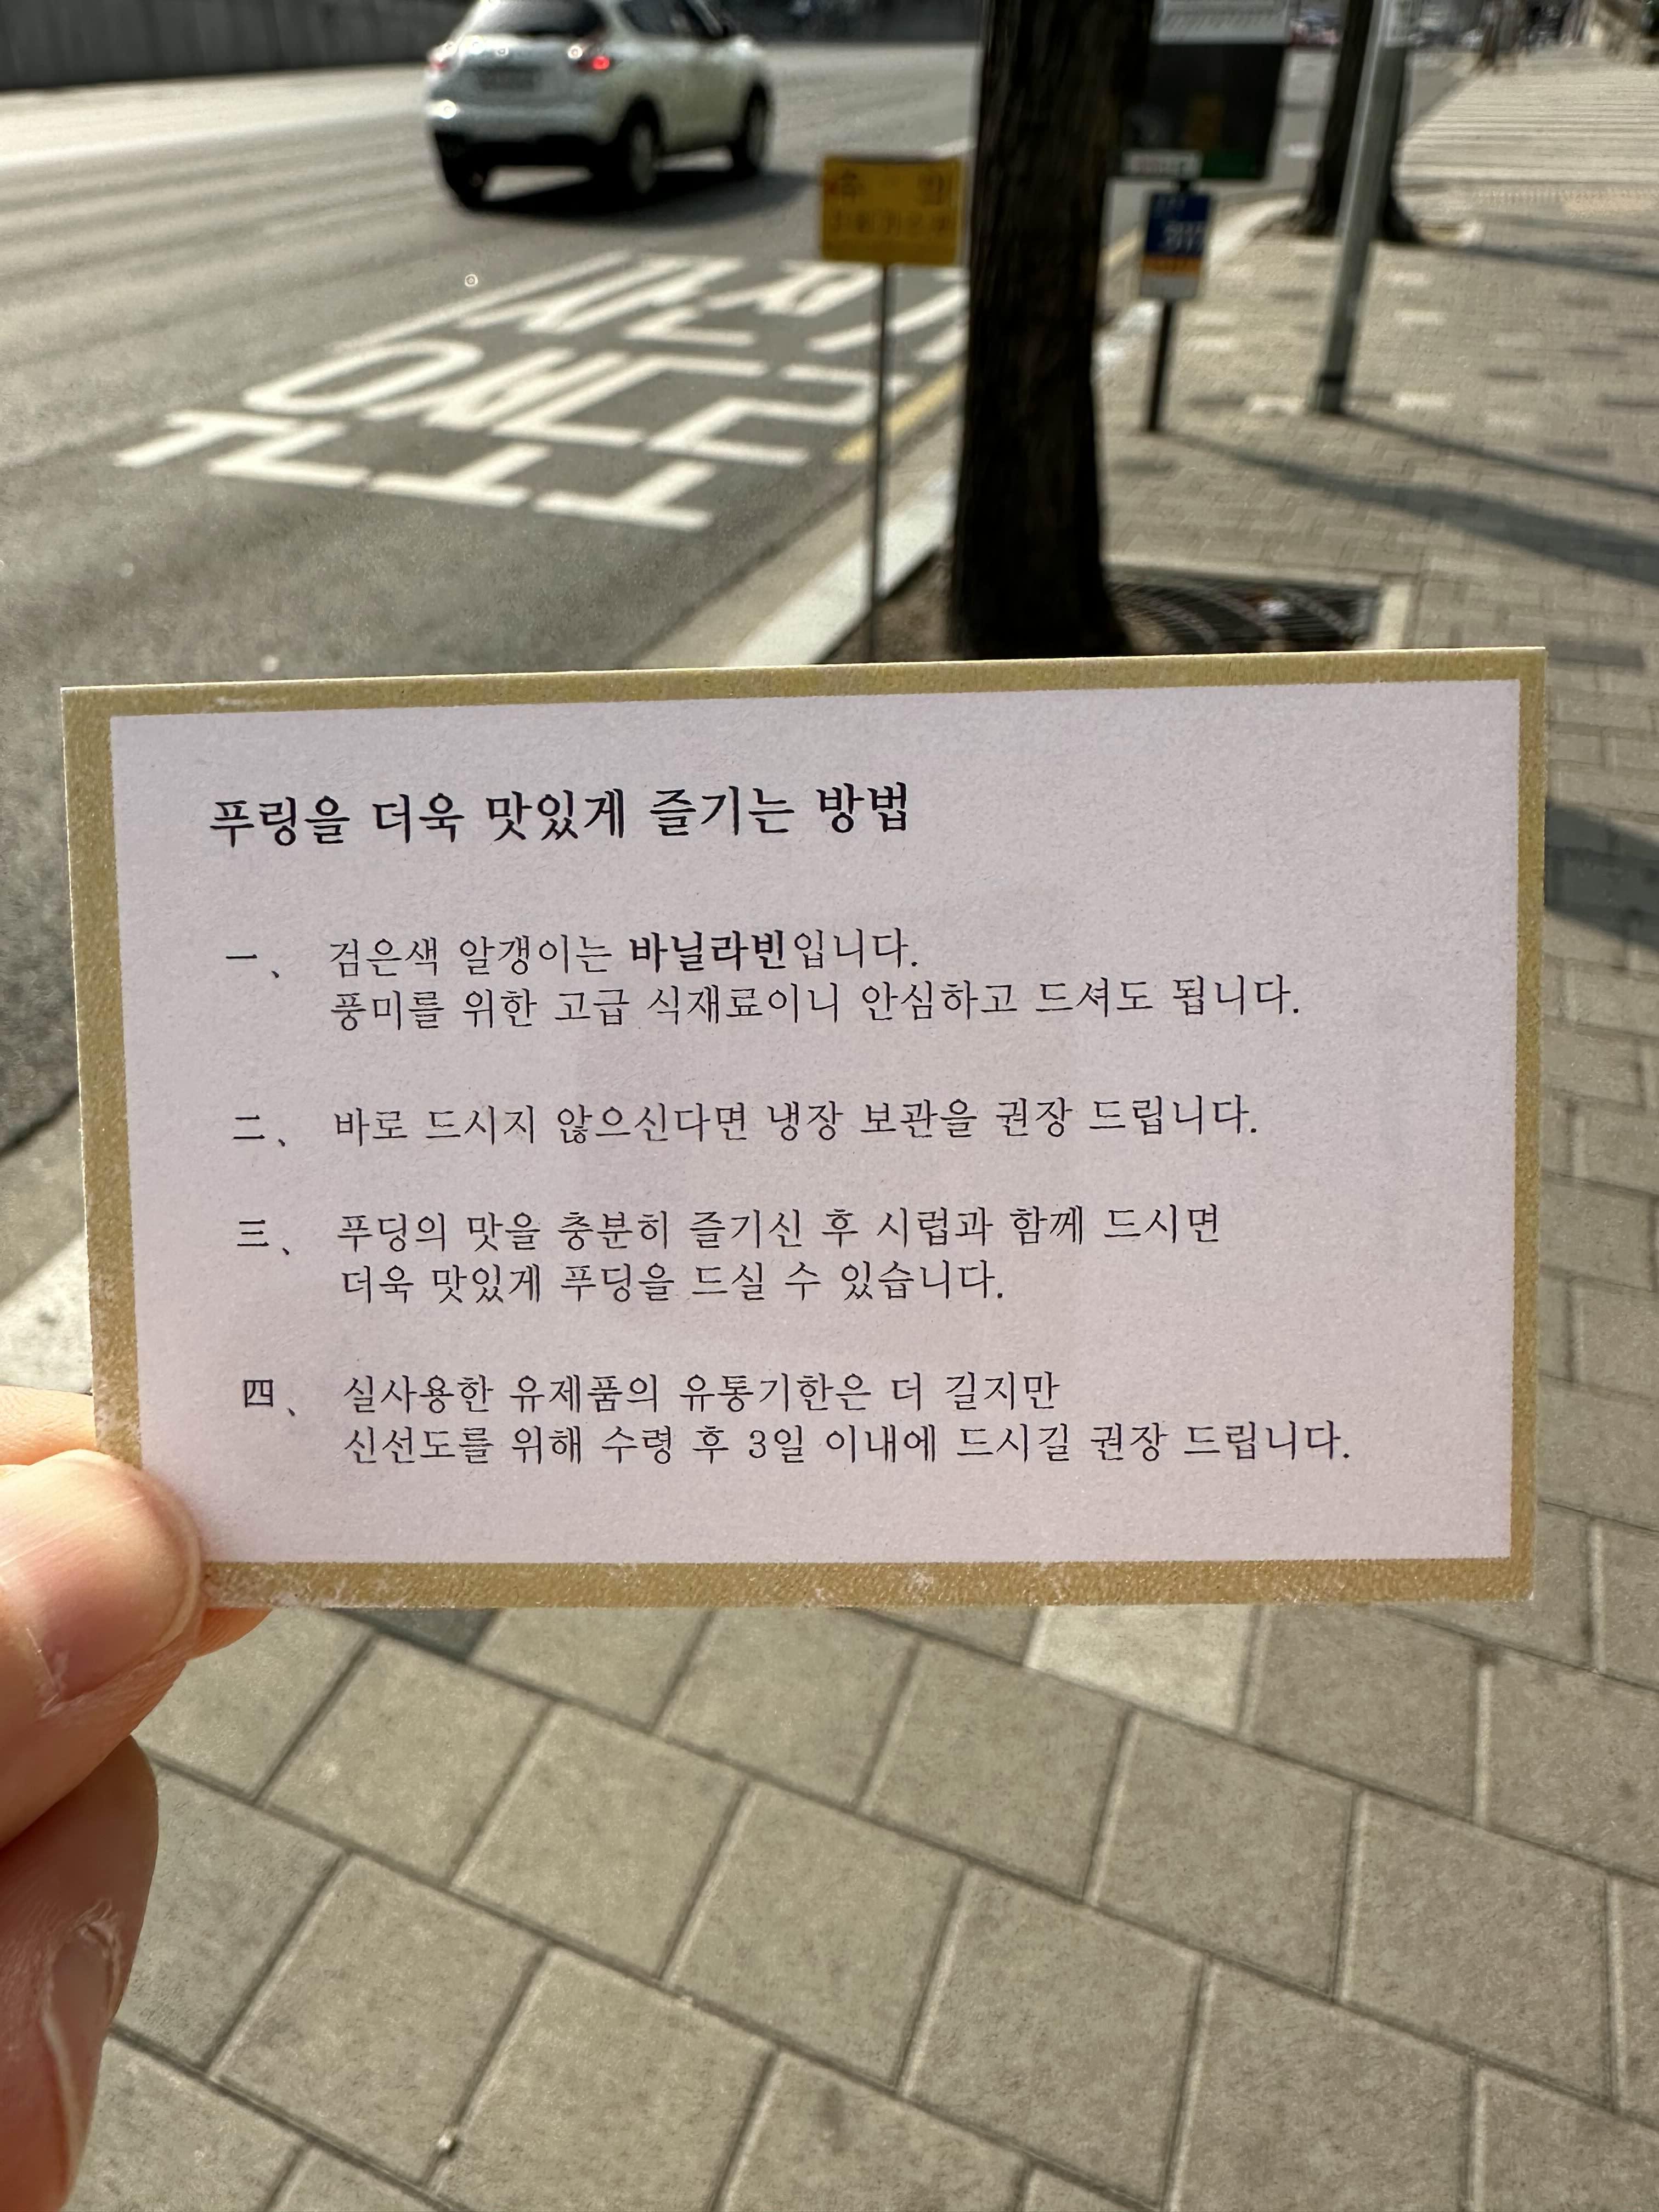 푸링을 더욱 맛있게 즐기는 방법
一、 검은색 알갱이는 바닐라빈입니다.
풍미를 위한 고급 식재료이니 안심하고 드셔도 됩니다.
二、 바로 드시지 않으신다면 냉장 보관을 권장 드립니다.
三、 푸딩의 맛을 충분히 즐기신 후 시럽과 함께 드시면
더욱 맛있게 푸딩을 드실 수 있습니다.
四、 실사용한 유제품의 유통기한은 더 길지만
신선도를 위해 수령 후 3일 이내에 드시길 권장 드립니다.